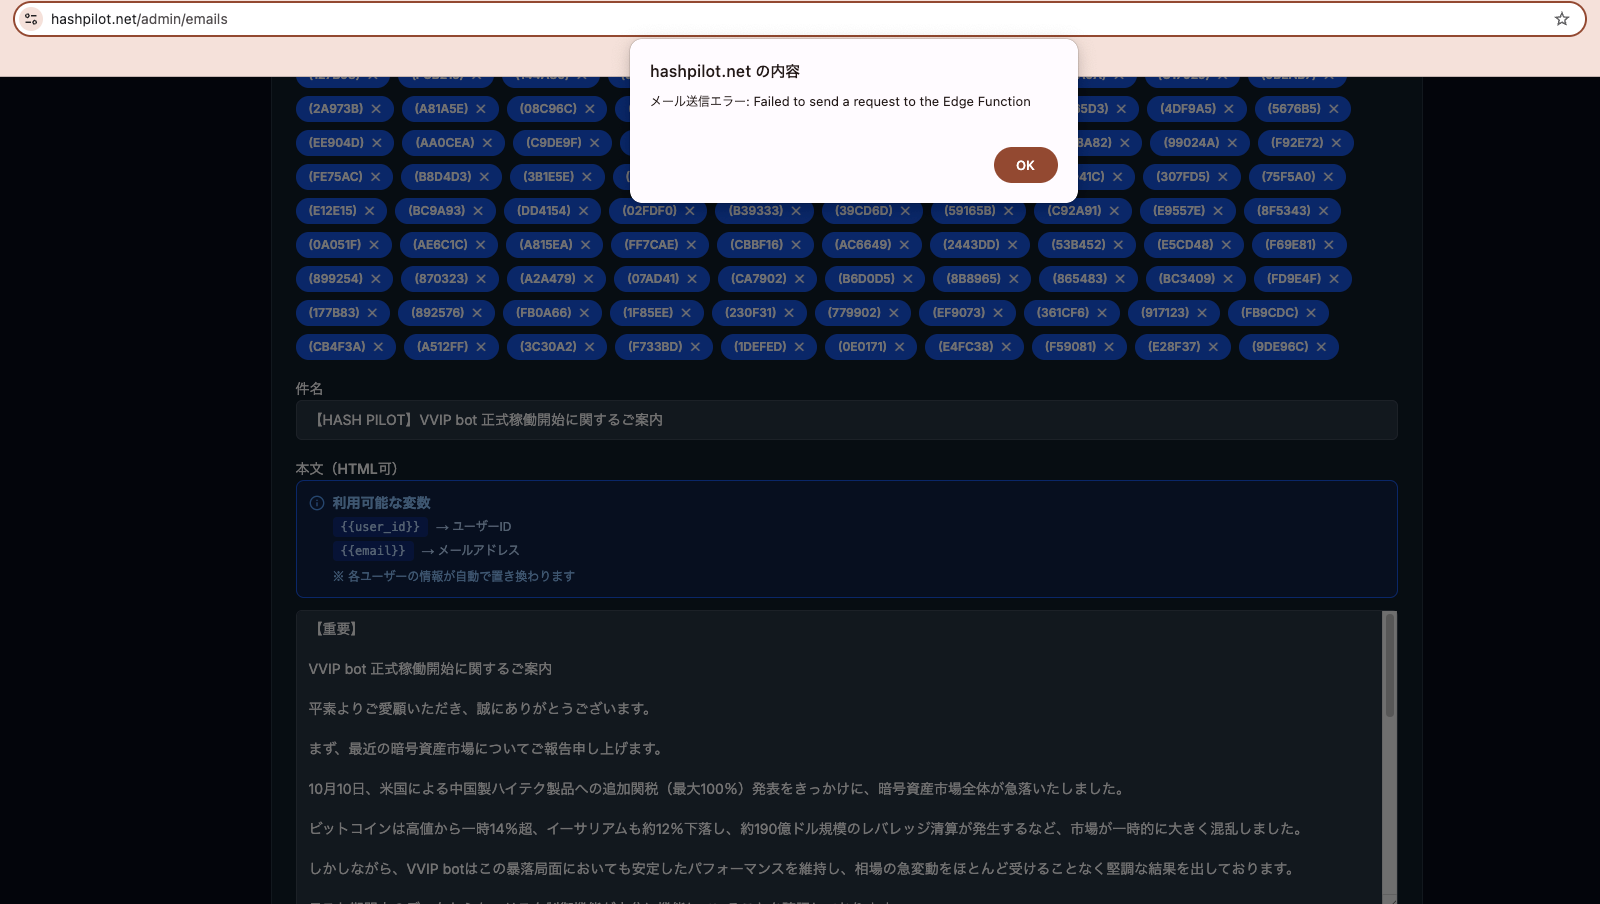 hashpilot.net/admin/emails
hashpilot.net の内容
メール送信エラー: Failed to send a request to the Edge Function
OK
(2A973B) ✕ (A81A5E) ✕ (08C96C) ✕ 5D3) ✕ (4DF9A5) ✕ (5676B5) ✕
(EE904D) ✕ (AA0CEA) ✕ (C9DE9F) ✕ A82) ✕ (99024A) ✕ (F92E72) ✕
(FE75AC) ✕ (B8D4D3) ✕ (3B1E5E) ✕ 41C) ✕ (307FD5) ✕ (75F5A0) ✕
(E12E15) ✕ (BC9A93) ✕ (DD4154) ✕ (02FDF0) ✕ (B39333) ✕ (39CD6D) ✕ (59165B) ✕ (C92A91) ✕ (E9557E) ✕ (8F5343) ✕
(0A051F) ✕ (AE6C1C) ✕ (A815EA) ✕ (FF7CAE) ✕ (CBBF16) ✕ (AC6649) ✕ (2443DD) ✕ (53B452) ✕ (E5CD48) ✕ (F69E81) ✕
(899254) ✕ (870323) ✕ (A2A479) ✕ (07AD41) ✕ (CA7902) ✕ (B6D0D5) ✕ (8B8965) ✕ (865483) ✕ (BC3409) ✕ (FD9E4F) ✕
(177B83) ✕ (892576) ✕ (FB0A66) ✕ (1F85EE) ✕ (230F31) ✕ (779902) ✕ (EF9073) ✕ (361CF6) ✕ (917123) ✕ (FB9CDC) ✕
(CB4F3A) ✕ (A512FF) ✕ (3C30A2) ✕ (F733BD) ✕ (1DEFED) ✕ (0E0171) ✕ (E4FC38) ✕ (F59081) ✕ (E28F37) ✕ (9DE96C) ✕
件名
【HASH PILOT】VVIP bot 正式稼働開始に関するご案内
本文（HTML可）
利用可能な変数
{{user_id}} → ユーザーID
{{email}} → メールアドレス
※ 各ユーザーの情報が自動で置き換わります
【重要】
VVIP bot 正式稼働開始に関するご案内
平素よりご愛顧いただき、誠にありがとうございます。
まず、最近の暗号資産市場についてご報告申し上げます。
10月10日、米国による中国製ハイテク製品への追加関税（最大100％）発表をきっかけに、暗号資産市場全体が急落いたしました。
ビットコインは高値から一時14％超、イーサリアムも約12％下落し、約190億ドル規模のレバレッジ清算が発生するなど、市場が一時的に大きく混乱しました。
しかしながら、VVIP botはこの暴落局面においても安定したパフォーマンスを維持し、相場の急変動をほとんど受けることなく堅調な結果を出しております。